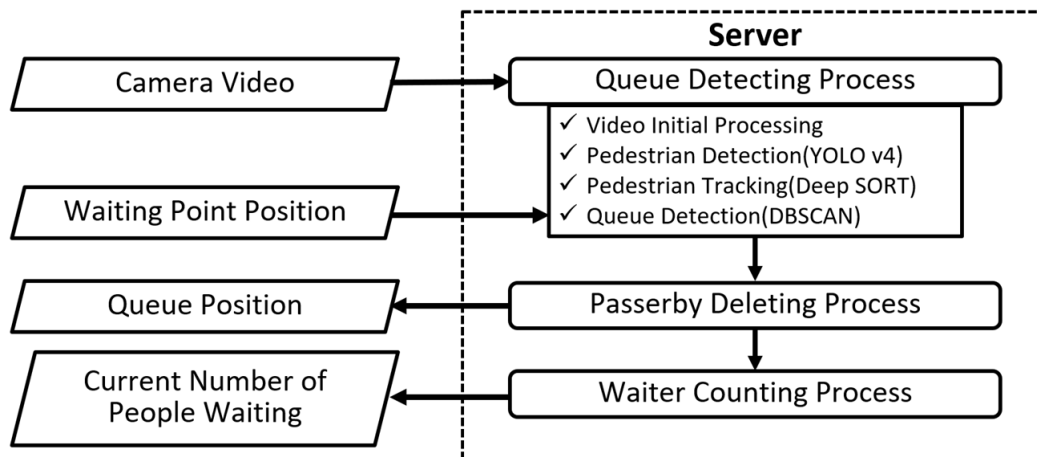 Server
Camera Video
Queue Detecting Process
✓ Video Initial Processing
✓ Pedestrian Detection(YOLO v4)
✓ Pedestrian Tracking(Deep SORT)
✓ Queue Detection(DBSCAN)
Waiting Point Position
Queue Position
Passerby Deleting Process
Current Number of
People Waiting
Waiter Counting Process